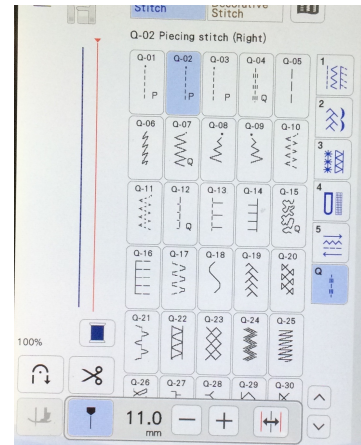 Stitch
Decorative
Stitch
Q-02 Piecing stitch (Right)
Q-01 Q-02 Q-03 Q-04 Q-05
P P P Q
1
Q-06 Q-07 Q-08 Q-09 Q-10
Q
2
3
Q-11 Q-12 Q-13 Q-14 Q-15
Q Q
4
5
Q-16 Q-17 Q-18 Q-19 Q-20
Q
Q-21 Q-22 Q-23 Q-24 Q-25
100%
Q-26 Q-27 Q-28 Q-29 Q-30
11.0
mm